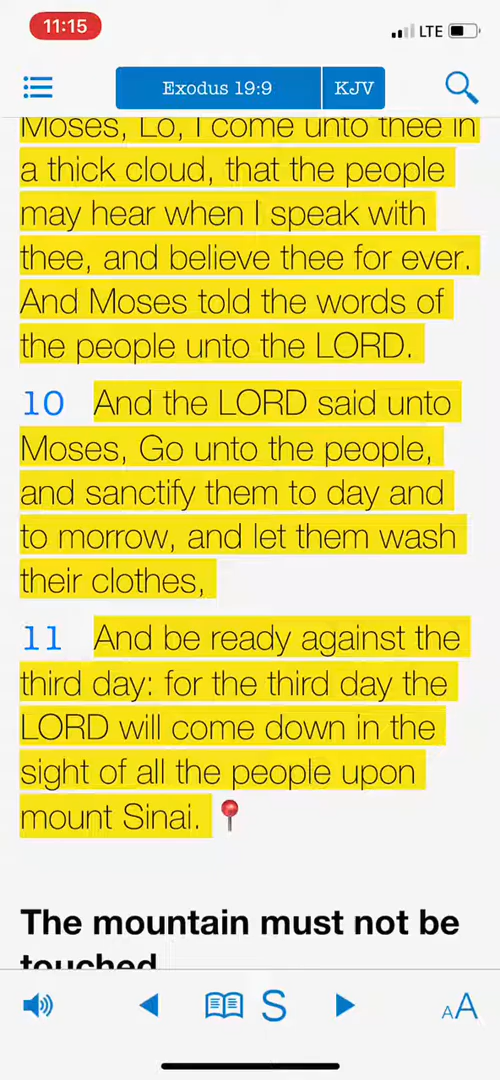 11:15
LTE
Exodus 19:9 KJV
Moses, Lo, I come unto thee in
a thick cloud, that the people
may hear when I speak with
thee, and believe thee for ever.
And Moses told the words of
the people unto the LORD.
10 And the LORD said unto
Moses, Go unto the people,
and sanctify them to day and
to morrow, and let them wash
their clothes,
11 And be ready against the
third day: for the third day the
LORD will come down in the
sight of all the people upon
mount Sinai.
The mountain must not be
touched
S
AA